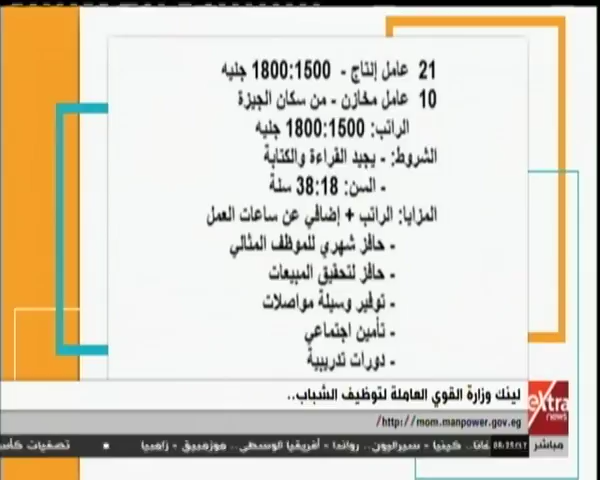 21 عامل إنتاج - 1800:1500 جنيه
10 عامل مخازن - من سكان الجيزة
الراتب: 1800:1500 جنيه
الشروط: - يجيد القراءة والكتابة
- السن: 38:18 سنة
المزايا: الراتب + إضافي عن ساعات العمل
- حافز شهري للموظف المثالي
- حافز لتحقيق المبيعات
- توفير وسيلة مواصلات
- تأمين اجتماعي
- دورات تدريبية
لينك وزارة القوي العاملة لتوظيف الشباب..
http://mom.manpower.gov.eg/
eXtra news
مباشر
غانا.. كينيا - سيراليون.. رواندا - أفريقيا الوسطى.. موزمبيق - زامبيا ■ تصفيات كأس